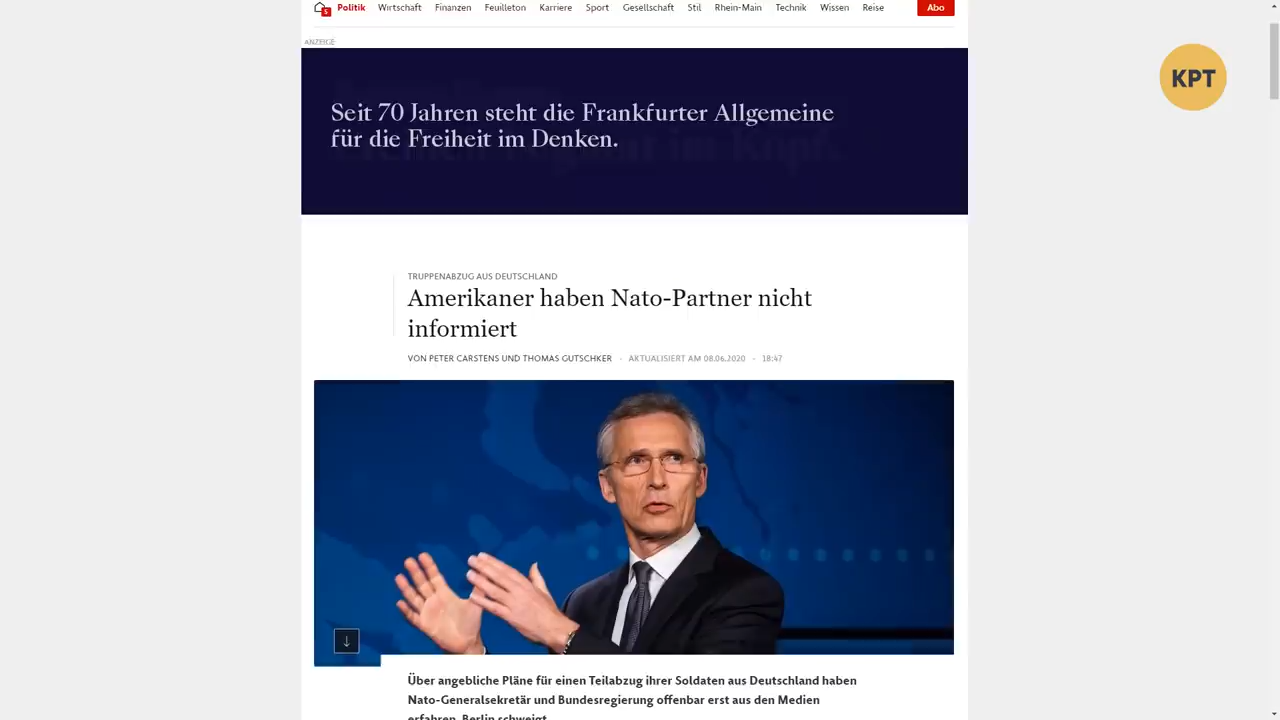 Politik Wirtschaft Finanzen Feuilleton Karriere Sport Gesellschaft Stil Rhein-Main Technik Wissen Reise Abo
ANZEIGE
KPT
Seit 70 Jahren steht die Frankfurter Allgemeine
für die Freiheit im Denken.
TRUPPENABZUG AUS DEUTSCHLAND
Amerikaner haben Nato-Partner nicht
informiert
VON PETER CARSTENS UND THOMAS GUTSCHKER - AKTUALISIERT AM 08.06.2020 - 18:47
Über angebliche Pläne für einen Teilabzug ihrer Soldaten aus Deutschland haben
Nato-Generalsekretär und Bundesregierung offenbar erst aus den Medien
erfahren. Berlin schweigt.